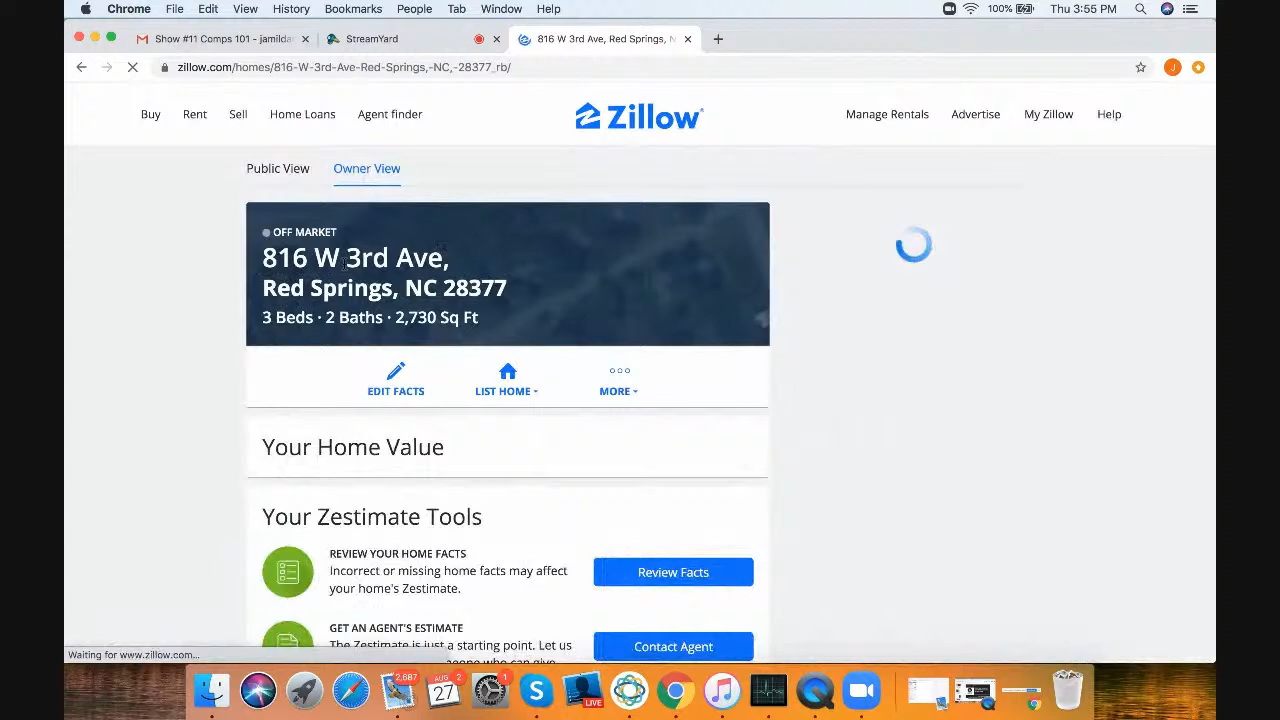 Chrome File Edit View History Bookmarks People Tab Window Help 100% Thu 3:55 PM
Show #11 Comps 101 - jamilda StreamYard 816 W 3rd Ave, Red Springs, N
zillow.com/homes/816-W-3rd-Ave-Red-Springs,-NC,-28377_rb/
J
Buy Rent Sell Home Loans Agent finder Zillow Manage Rentals Advertise My Zillow Help
Public View Owner View
OFF MARKET
816 W 3rd Ave,
Red Springs, NC 28377
3 Beds · 2 Baths · 2,730 Sq Ft
EDIT FACTS LIST HOME MORE
Your Home Value
Your Zestimate Tools
REVIEW YOUR HOME FACTS
Incorrect or missing home facts may affect
your home's Zestimate.
Review Facts
GET AN AGENT'S ESTIMATE
The Zestimate is just a starting point. Let us
who can give
Contact Agent
Waiting for www.zillow.com...
2,687
AUG 2
27
1
S
LIVE